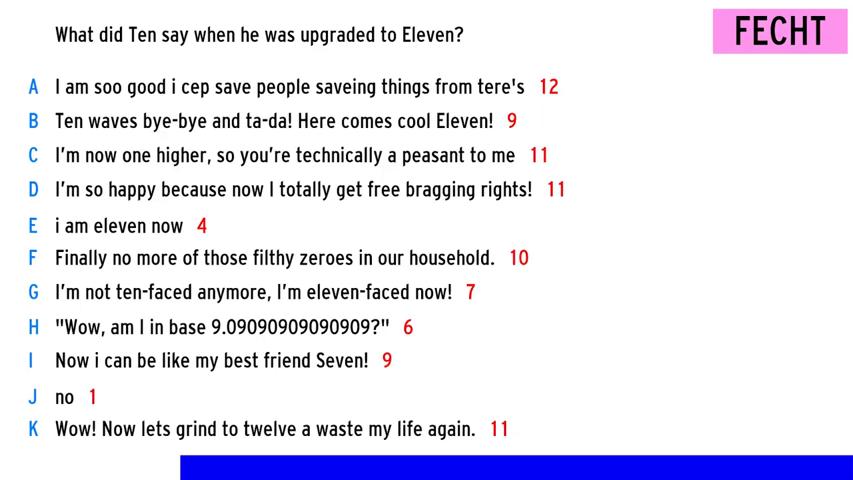 What did Ten say when he was upgraded to Eleven?
FECHT
A I am soo good i cep save people saveing things from tere's 12
B Ten waves bye-bye and ta-da! Here comes cool Eleven! 9
C I'm now one higher, so you're technically a peasant to me 11
D I'm so happy because now I totally get free bragging rights! 11
E i am eleven now 4
F Finally no more of those filthy zeroes in our household. 10
G I'm not ten-faced anymore, I'm eleven-faced now! 7
H "Wow, am I in base 9.09090909090909?" 6
I Now i can be like my best friend Seven! 9
J no 1
K Wow! Now lets grind to twelve a waste my life again. 11